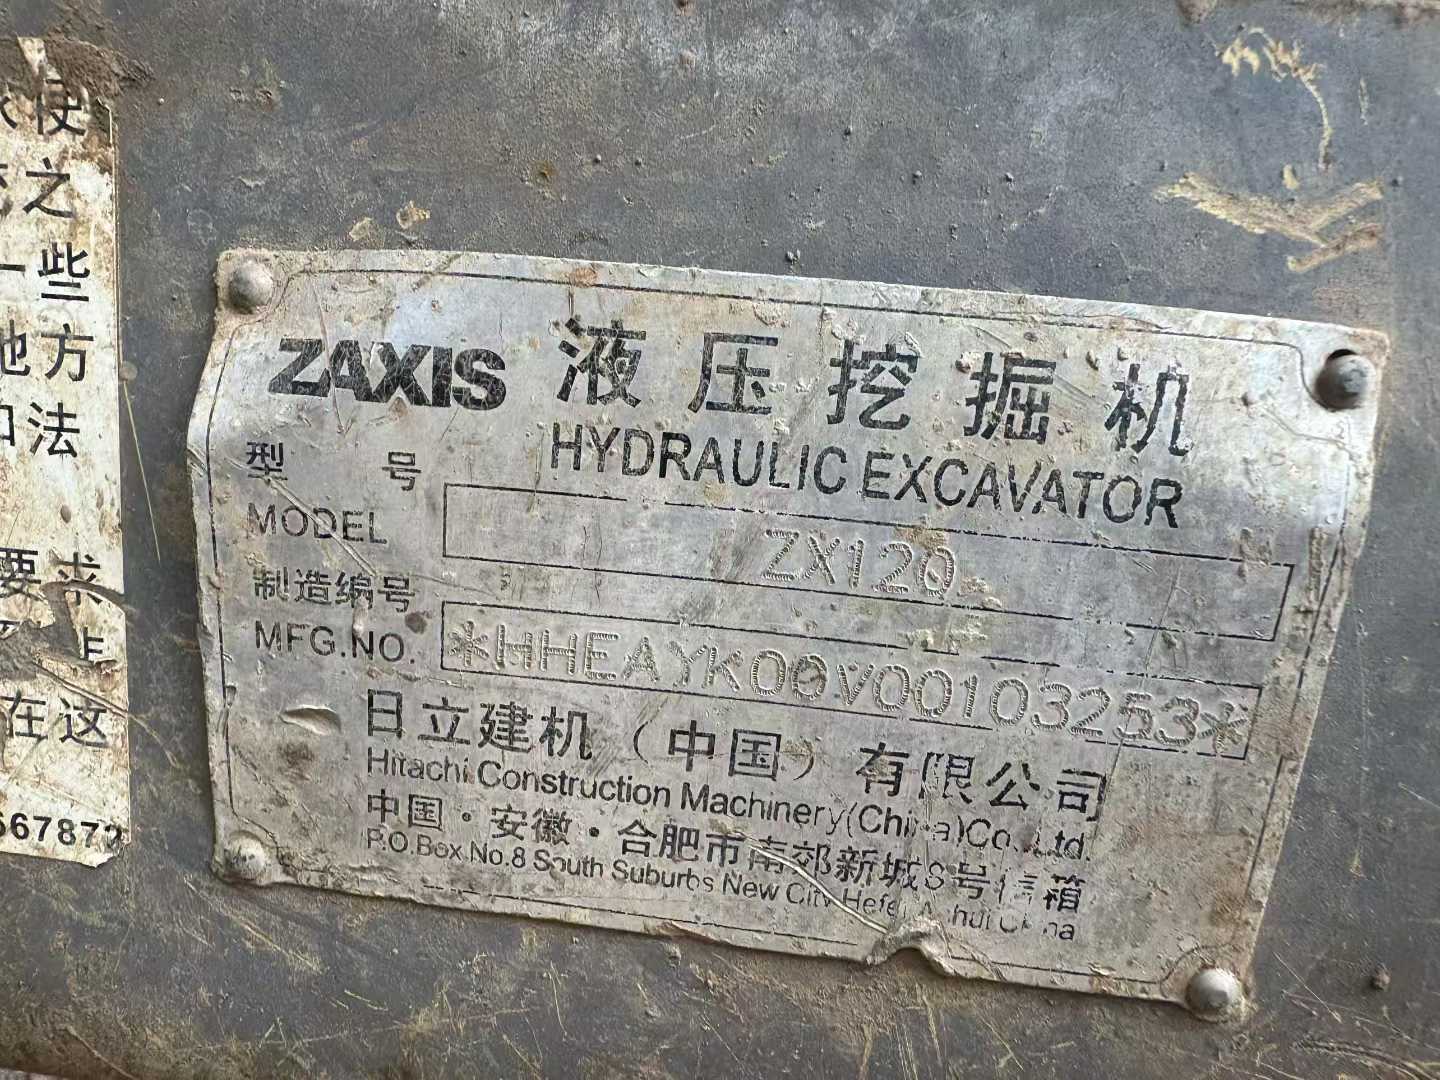 便
之
一些
地方
和法
要求
E
在这
667872
ZAXIS 液压挖掘机
HYDRAULIC EXCAVATOR
型 号
MODEL ZX120
制造编号
MFG.NO. *HHEAYK00V00103253*
日立建机（中国）有限公司
Hitachi Construction Machinery(China)Co.,Ltd.
中国·安徽·合肥市南郊新城8号信箱
P.O.Box No.8 South Suburbs New City Hefei Anhui China